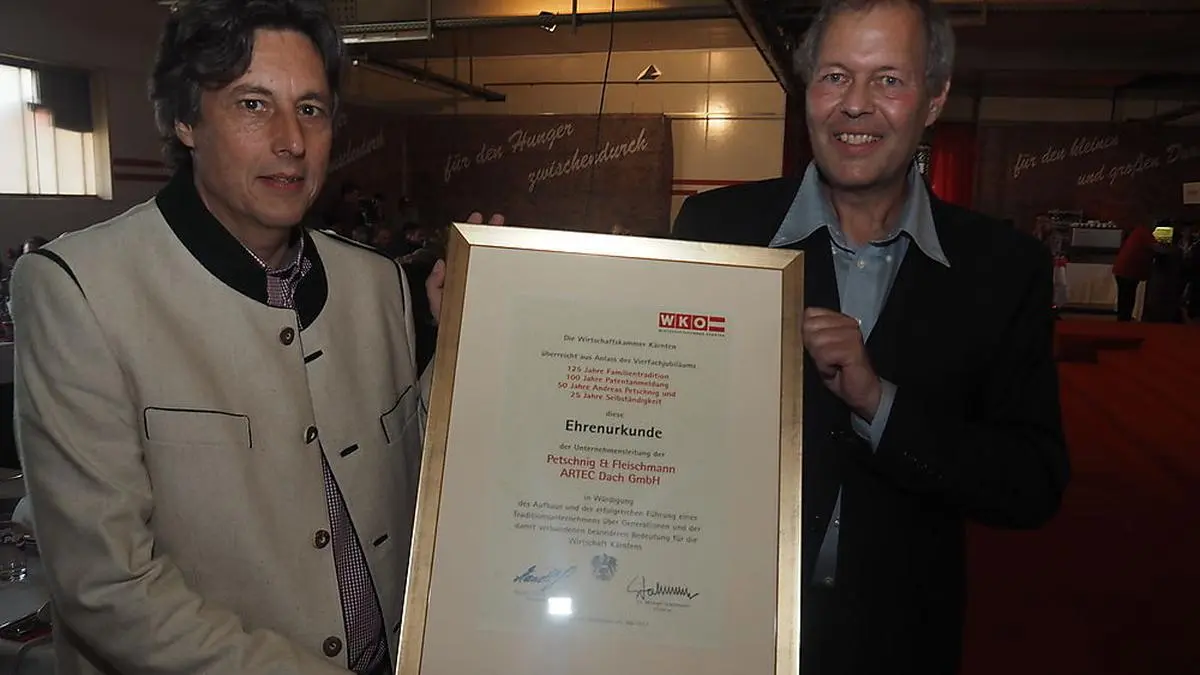 für den Hunger
zwischendurch
zwischendurch
für den kleinen
und großen
WKO
WIRTSCHAFTSKAMMER KÄRNTEN
Die Wirtschaftskammer Kärnten
überreicht aus Anlass des Vierfachjubiläums
125 Jahre Familientradition
100 Jahre Patentanmeldung
50 Jahre Andreas Petschnig und
25 Jahre Selbständigkeit
diese
Ehrenurkunde
der Unternehmensleitung der
Petschnig & Fleischmann
ARTEC Dach GmbH
in Würdigung
des Aufbaus und der erfolgreichen Führung eines
Traditionsunternehmens über Generationen und der
damit verbundenen besonderen Bedeutung für die
Wirtschaft Kärntens